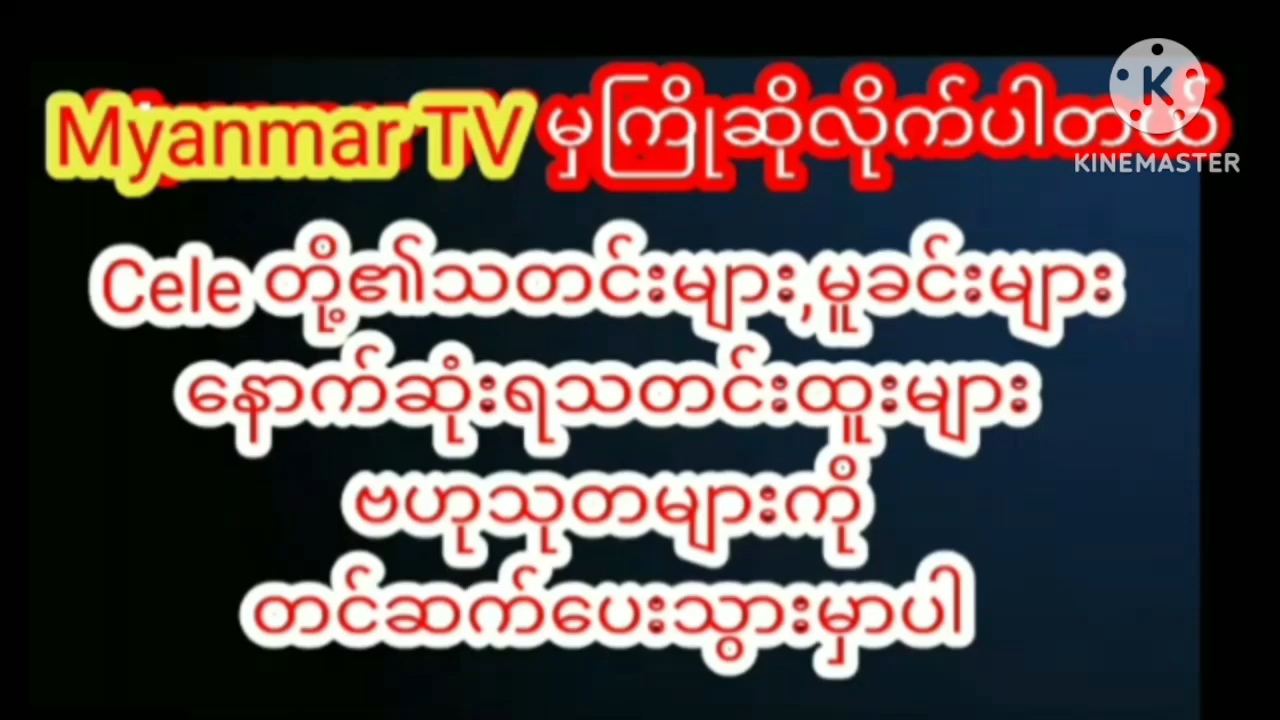 Myanmar TV မှကြိုဆိုလိုက်ပါတယ်
KINEMASTER
Cele တို့၏သတင်းများ,မူခင်းများ
နောက်ဆုံးရသတင်းထူးများ
ဗဟုသုတများကို
တင်ဆက်ပေးသွားမှာပါ